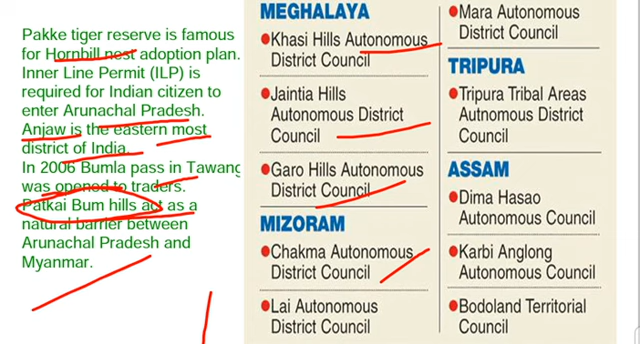 Pakke tiger reserve is famous
for Hornbill nest adoption plan.
Inner Line Permit (ILP) is
required for Indian citizen to
enter Arunachal Pradesh.
Anjaw is the eastern most
district of India.
In 2006 Bumla pass in Tawang
was opened to traders.
Patkai Bum hills act as a
natural barrier between
Arunachal Pradesh and
Myanmar.
MEGHALAYA
Khasi Hills Autonomous
District Council
Jaintia Hills
Autonomous District
Council
Garo Hills Autonomous
District Council
MIZORAM
Chakma Autonomous
District Council
Lai Autonomous
District Council
Mara Autonomous
District Council
TRIPURA
Tripura Tribal Areas
Autnomous District
Council
ASSAM
Dima Hasao
Autonomous Council
Karbi Anglong
Autonomous Council
Bodoland Territorial
Council